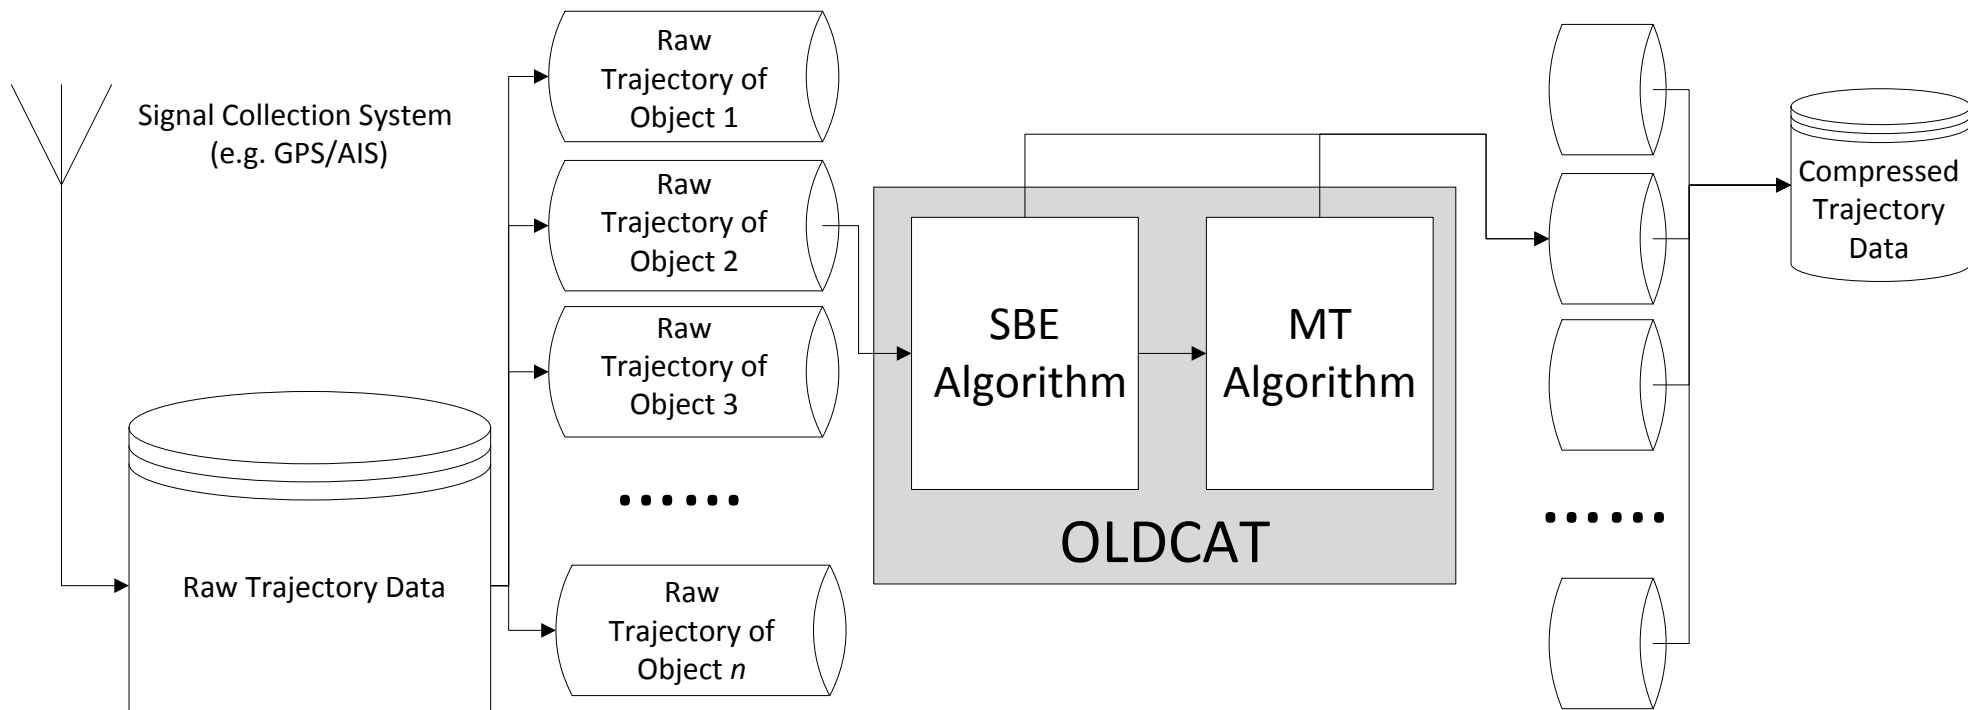 Signal Collection System
(e.g. GPS/AIS)
Raw Trajectory Data
Raw
Trajectory of
Object 1
Raw
Trajectory of
Object 2
Raw
Trajectory of
Object 3
......
Raw
Trajectory of
Object n
SBE
Algorithm
MT
Algorithm
OLDCAT
......
Compressed
Trajectory
Data